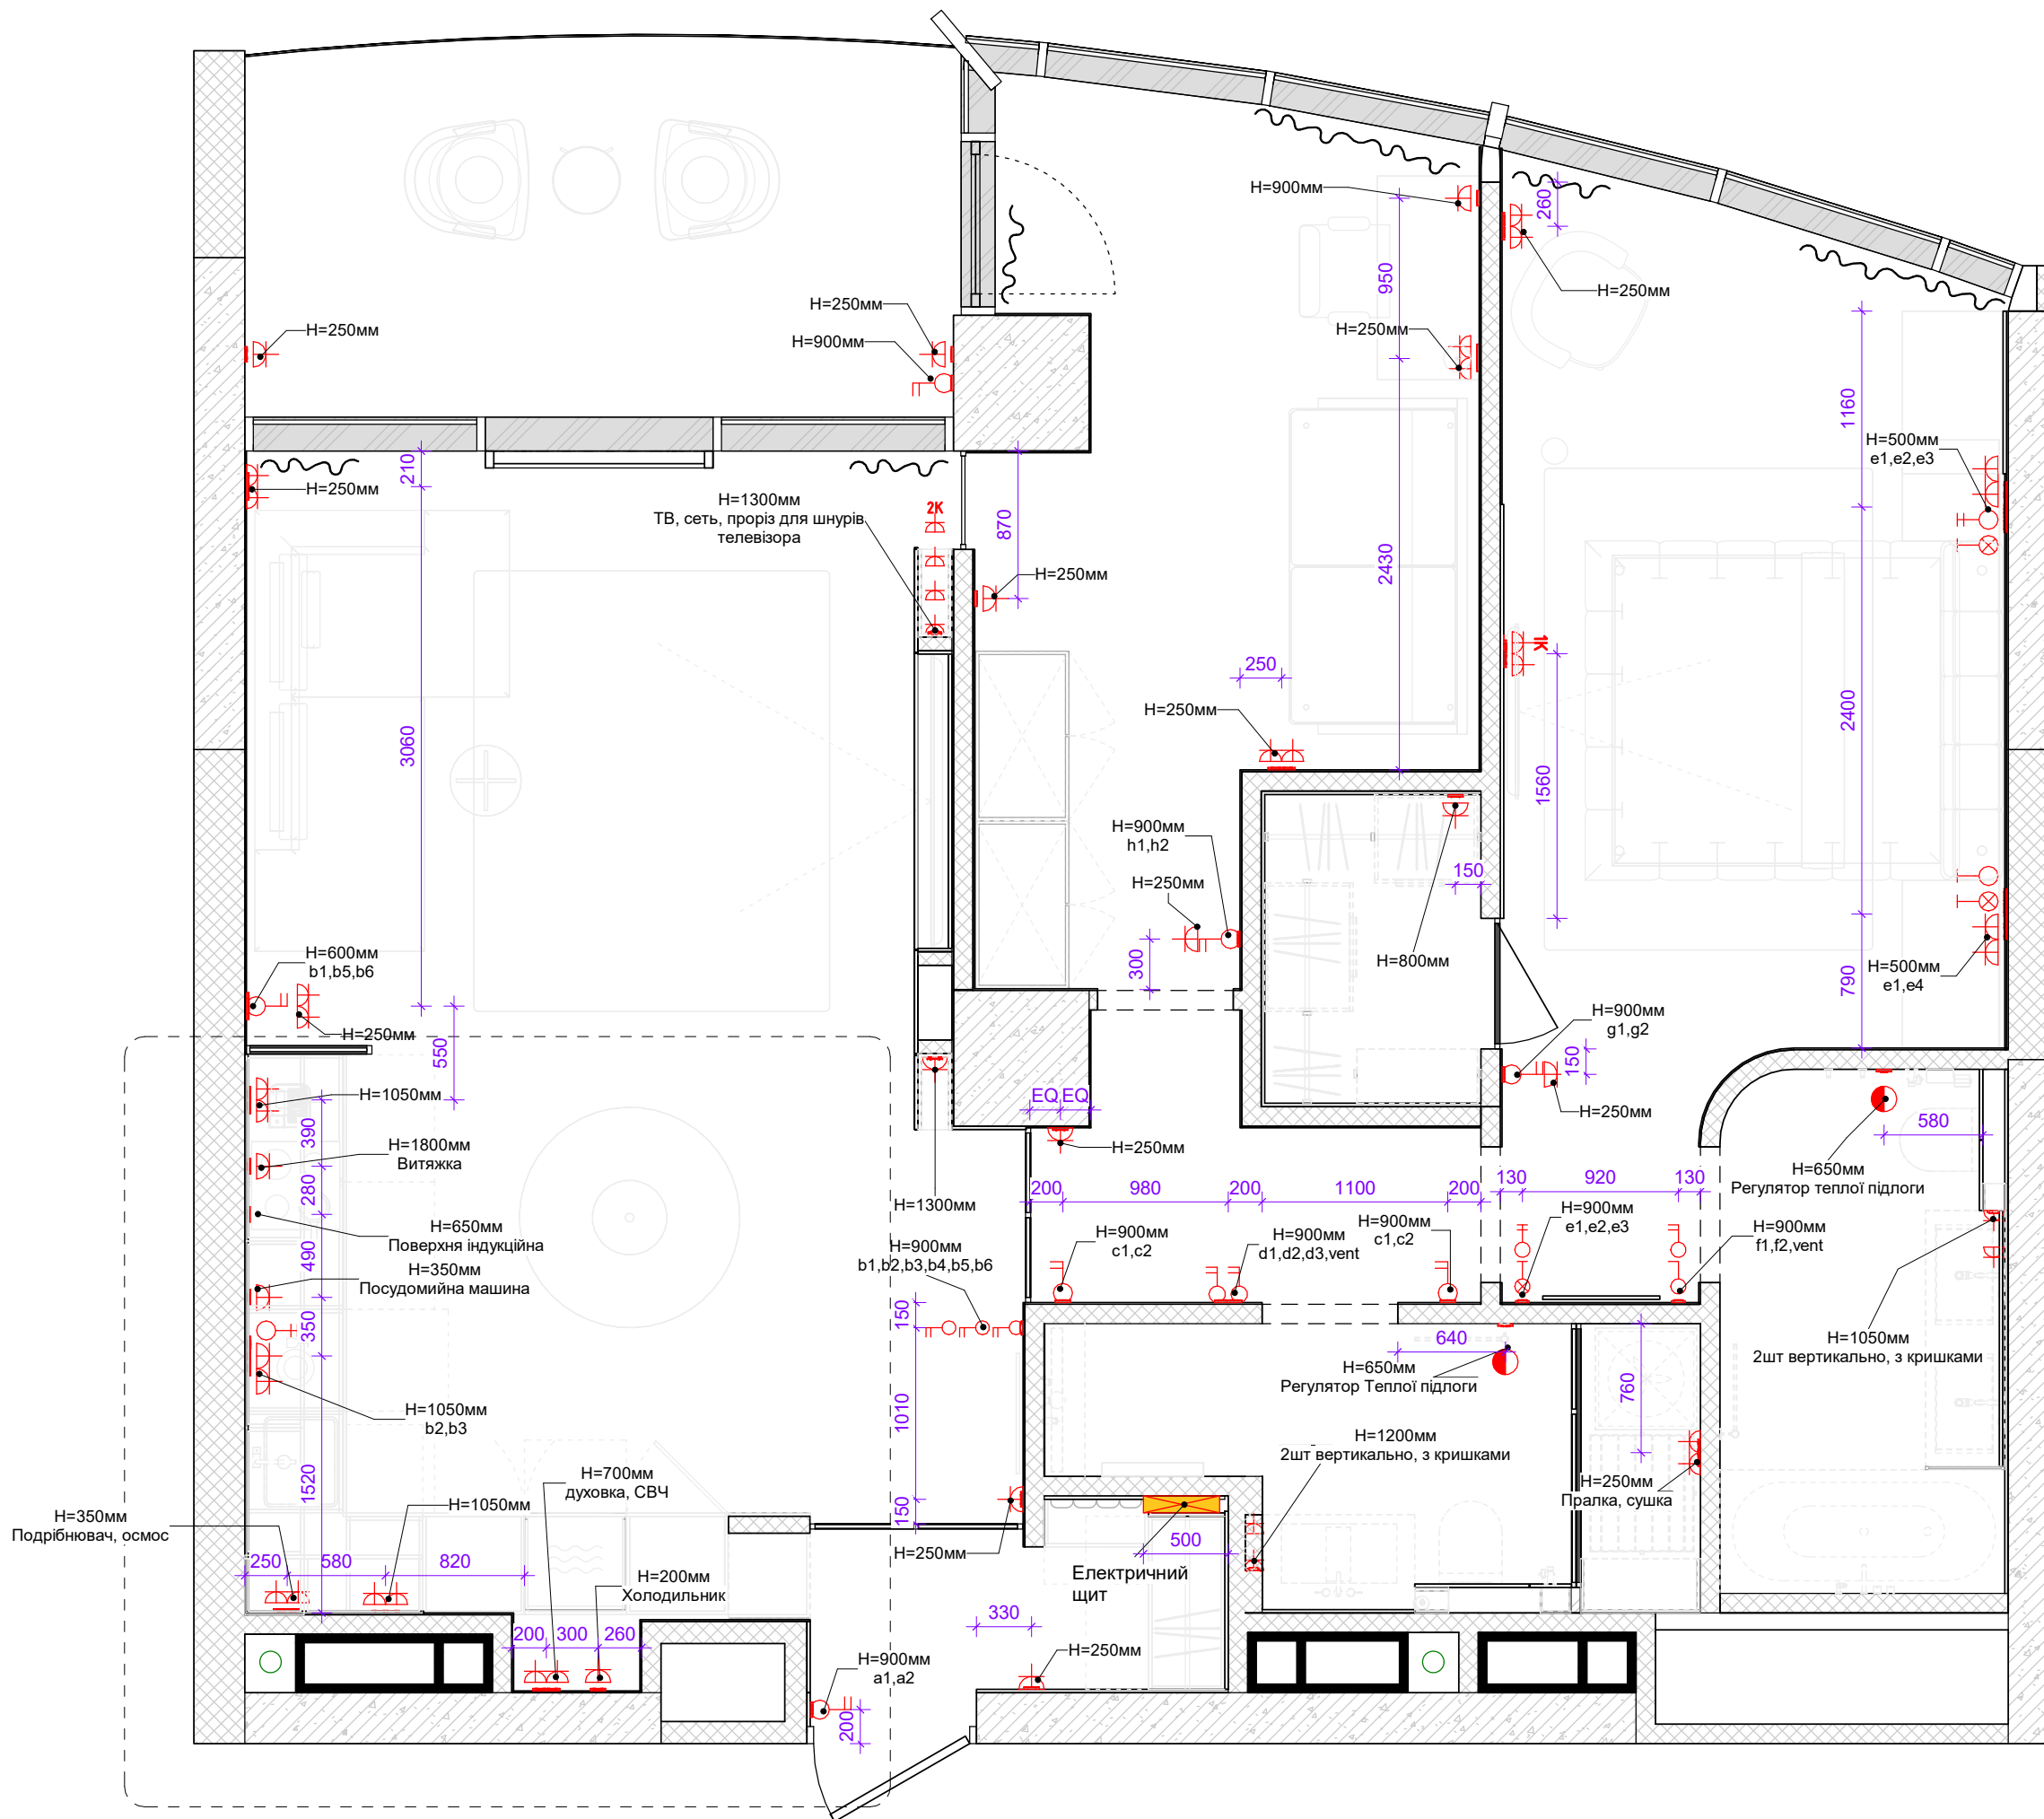 H=900мм
260
H=250мм
950
H=250мм
H=900мм
H=250мм
H=250мм
1160
210
H=250мм
H=500мм
e1,e2,e3
H=1300мм
ТВ, сеть, проріз для шнурів
телевізора
2К
870
2430
H=250мм
1К
250
H=250мм
3060
2400
1560
H=900мм
h1,h2
H=250мм
150
300
H=800мм
H=600мм
b1,b5,b6
H=250мм
550
H=500мм
e1,e4
790
H=900мм
g1,g2
150
H=250мм
H=1050мм
EQ
EQ
H=250мм
580
390
H=1800мм
Витяжка
280
H=650мм
Регулятор теплої підлоги
200
980
200
1100
200
130
920
130
H=1300мм
H=650мм
Поверхня індукційна
490
H=900мм
b1,b2,b3,b4,b5,b6
H=900мм
c1,c2
H=900мм
d1,d2,d3,vent
H=900мм
c1,c2
H=900мм
e1,e2,e3
H=900мм
f1,f2,vent
H=350мм
Посудомийна машина
350
150
640
H=650мм
Регулятор Теплої підлоги
H=1050мм
2шт вертикально, з кришками
760
H=1050мм
b2,b3
1010
H=1200мм
2шт вертикально, з кришками
1520
H=700мм
духовка, СВЧ
H=1050мм
H=250мм
Пралка, сушка
150
H=350мм
Подрібнювач, осмос
H=250мм
500
250
580
820
Електричний
щит
H=200мм
Холодильник
330
200
300
260
H=250мм
H=900мм
a1,a2
200